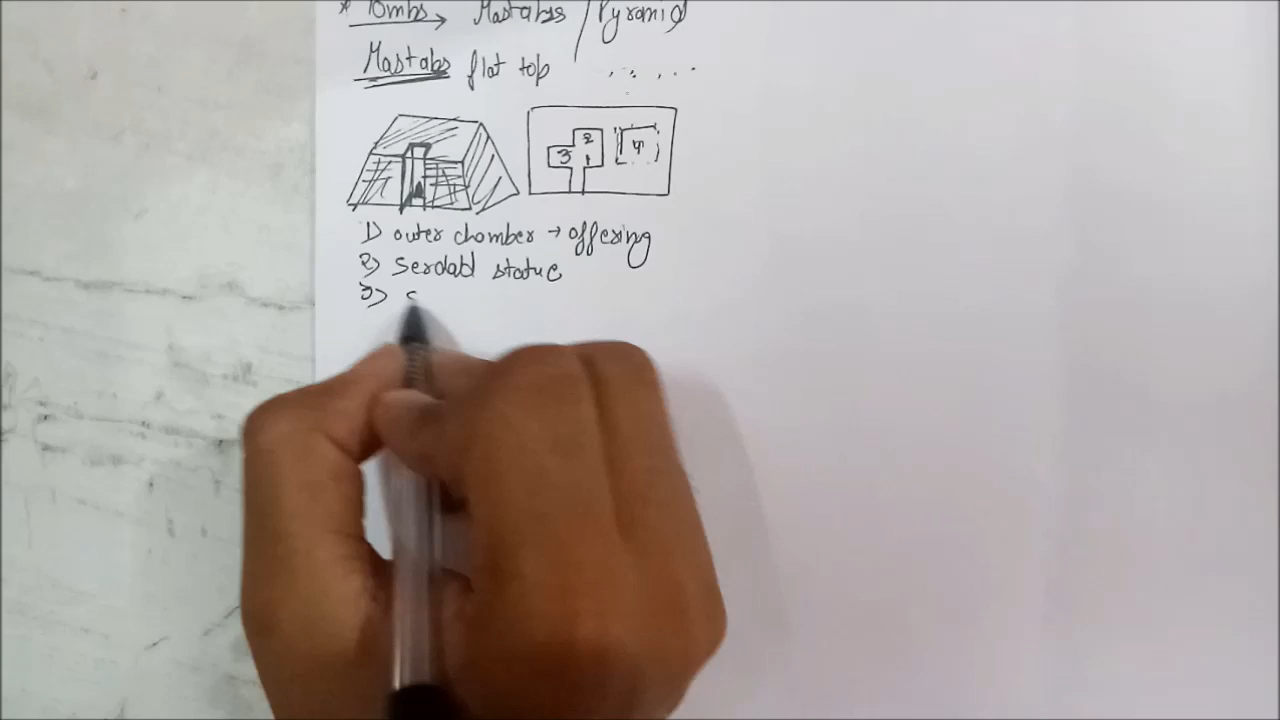 * Tombs → Mastabs / Pyramid
Mastabs flat top
3 2 1 4
1) outer chamber → offering
2) Serdab statue
3) S